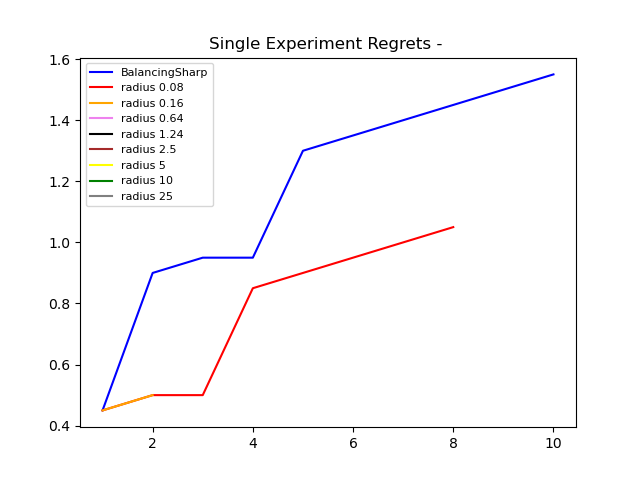 Single Experiment Regrets -
1.6
1.4
1.2
1.0
0.8
0.6
0.4
BalancingSharp
radius 0.08
radius 0.16
radius 0.64
radius 1.24
radius 2.5
radius 5
radius 10
radius 25
2 4 6 8 10